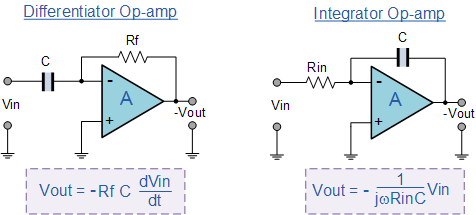 Differentiator Op-amp
Rf
C
-
Vin
A
+
-Vout
Vout = -Rf C dVin
dt
Integrator Op-amp
C
Rin
-
Vin
A
+
-Vout
Vout = - 1
jωRinC Vin